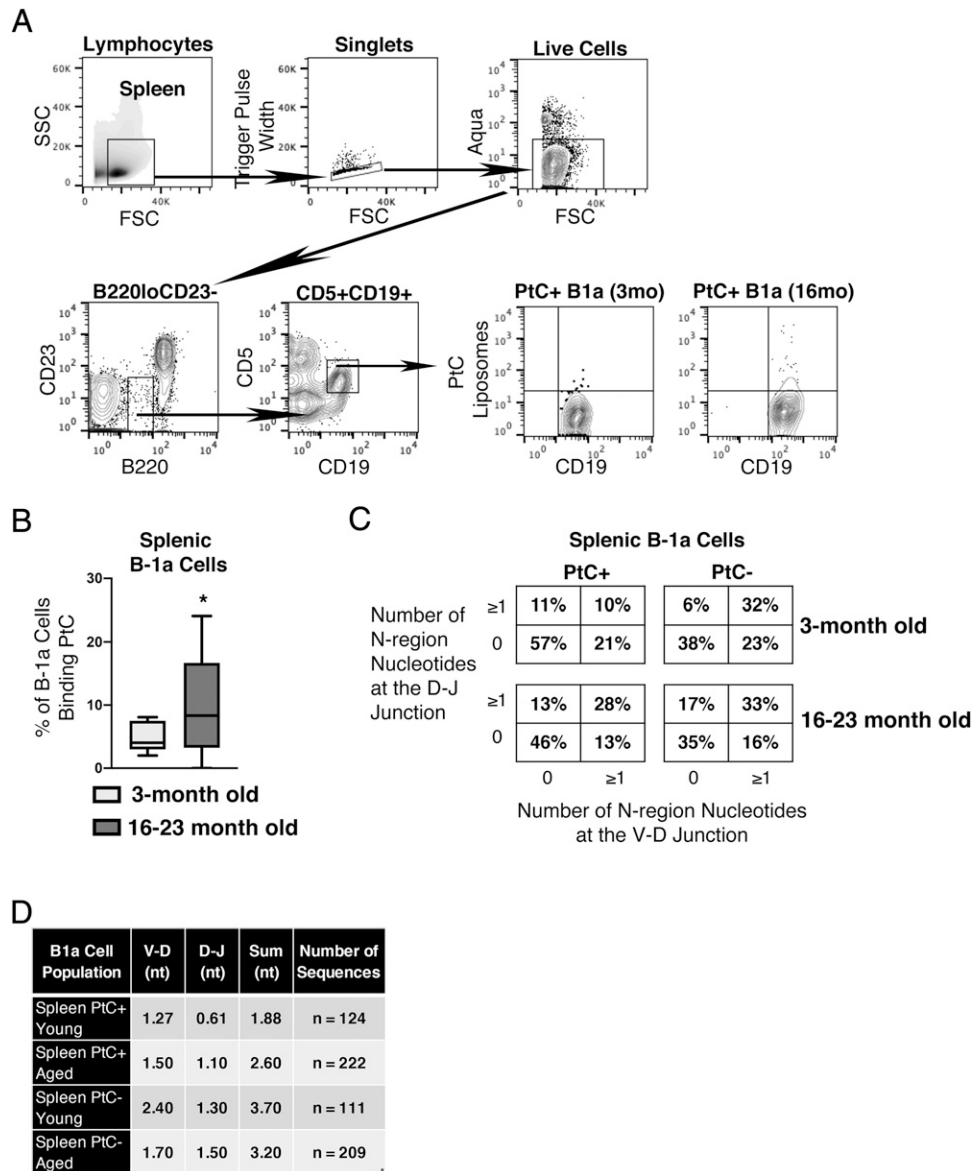 A
Lymphocytes
Singlets
Live Cells
Spleen
60K
40K
20K
0
SSC
0
40K
FSC
60K
40K
20K
0
Trigger Pulse
Width
0
40K
FSC
10⁴
10³
10²
10¹
10⁰
Aqua
0
40K
FSC
B220loCD23-
CD5+CD19+
PtC+ B1a (3mo)
PtC+ B1a (16mo)
10⁴
10³
10²
10¹
10⁰
CD23
10⁰
10²
10⁴
B220
10⁴
10³
10²
10¹
10⁰
CD5
10⁰
10²
10⁴
CD19
PtC
Liposomes
10⁴
10³
10²
10¹
10⁰
10⁰
10²
10⁴
CD19
10⁴
10³
10²
10¹
10⁰
10⁰
10²
10⁴
CD19
B
Splenic
B-1a Cells
% of B-1a Cells
Binding PtC
30
20
10
0
*
3-month old
16-23 month old
C
Splenic B-1a Cells
PtC+
PtC-
Number of
N-region
Nucleotides
at the D-J
Junction
≥1
11%
10%
6%
32%
0
57%
21%
38%
23%
3-month old
≥1
13%
28%
17%
33%
0
46%
13%
35%
16%
16-23 month old
0
≥1
0
≥1
Number of N-region Nucleotides
at the V-D Junction
D
B1a Cell
Population
V-D
(nt)
D-J
(nt)
Sum
(nt)
Number of
Sequences
Spleen PtC+
Young
1.27
0.61
1.88
n = 124
Spleen PtC+
Aged
1.50
1.10
2.60
n = 222
Spleen PtC-
Young
2.40
1.30
3.70
n = 111
Spleen PtC-
Aged
1.70
1.50
3.20
n = 209